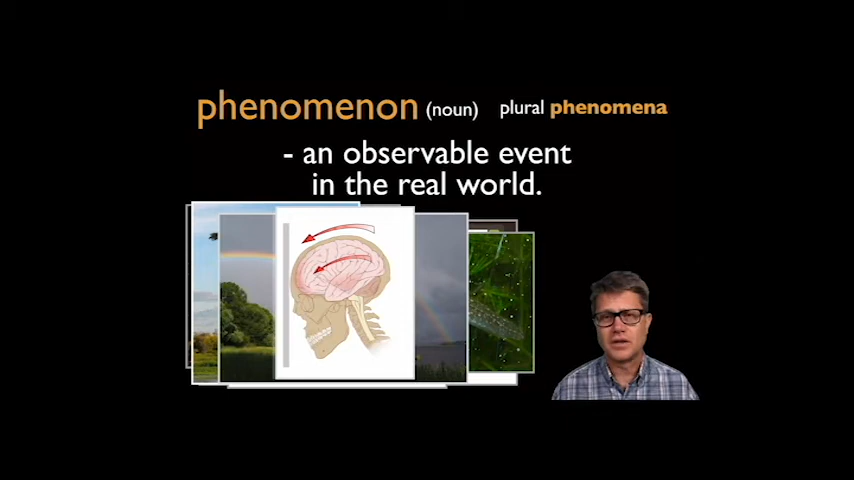 phenomenon (noun) plural phenomena
- an observable event
in the real world.